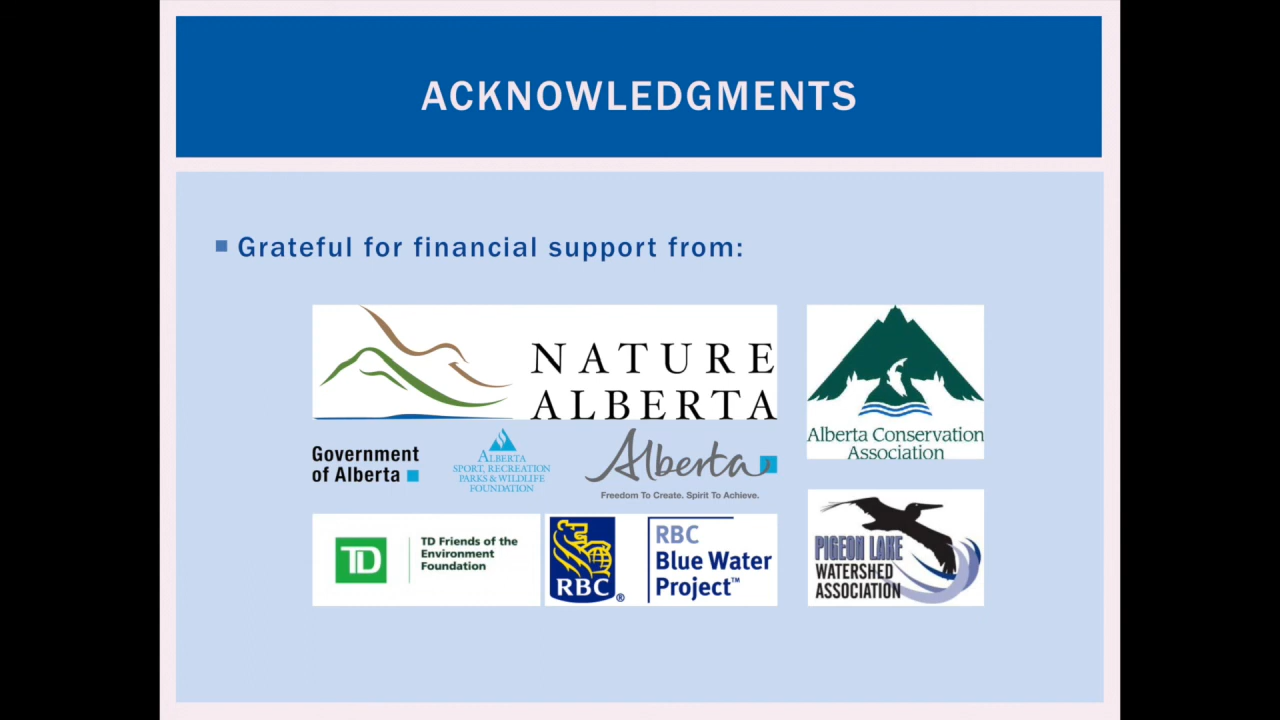 ACKNOWLEDGMENTS
Grateful for financial support from:
NATURE
ALBERTA
Alberta Conservation
Association
Government
of Alberta
ALBERTA
SPORT, RECREATION
PARKS & WILDLIFE
FOUNDATION
Alberta
Freedom To Create. Spirit To Achieve.
TD
TD Friends of the
Environment
Foundation
RBC®
RBC
Blue Water
Project™
PIGEON LAKE
WATERSHED
ASSOCIATION